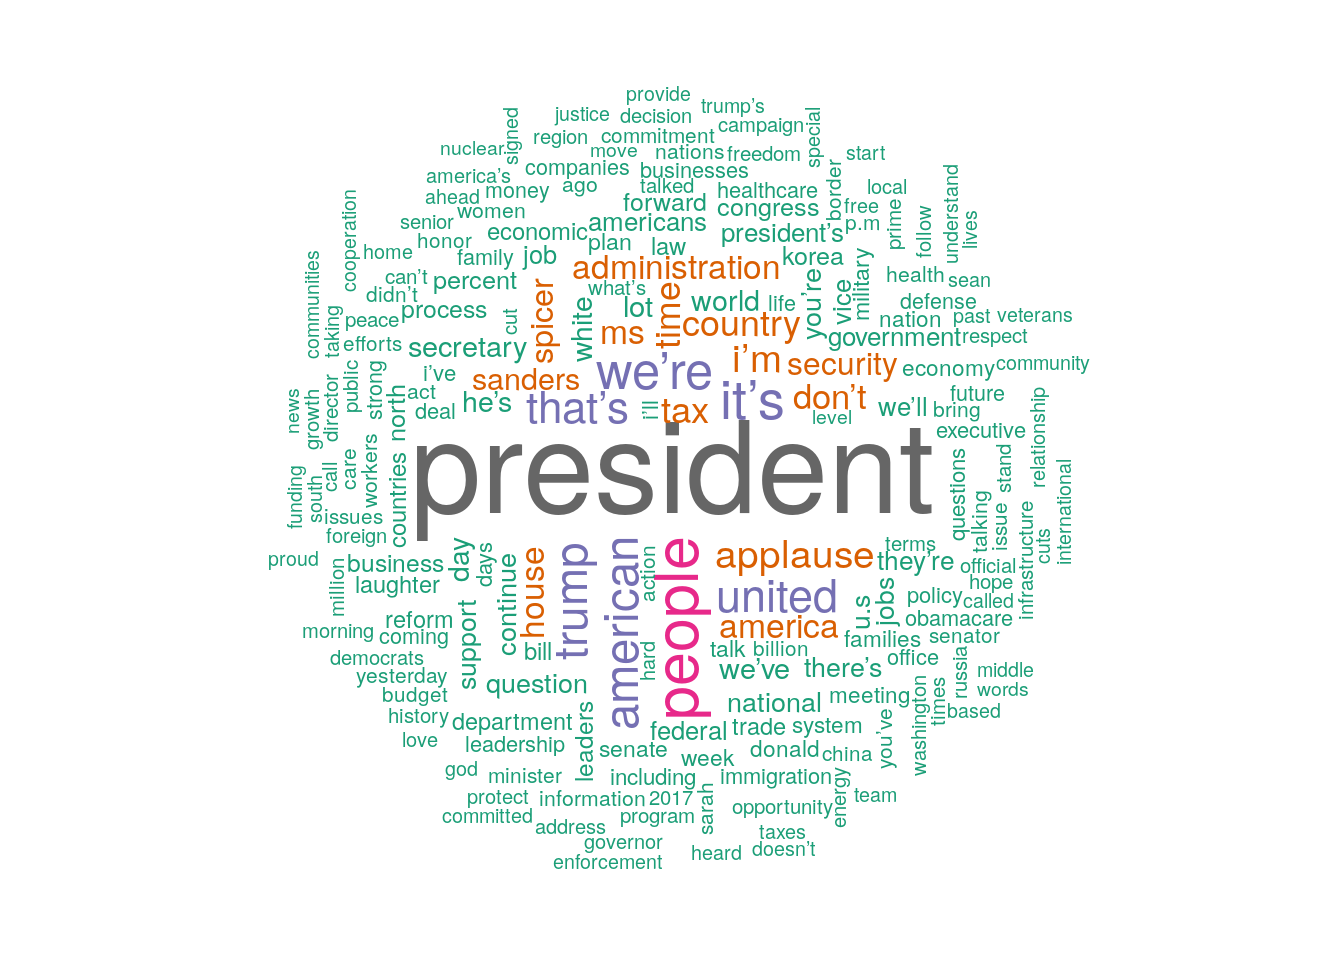 provide
justice
decision
trump’s
signed
region
commitment
campaign
special
nuclear
move
nations
freedom
start
america’s
companies
businesses
ahead
money
ago
talked
healthcare
border
local
understand
cooperation
senior
women
forward
congress
free
prime
follow
lives
home
honor
economic
americans
president’s
p.m
family
job
plan
law
korea
communities
can’t
percent
administration
you’re
vice
military
health
sean
didn’t
spicer
what’s
time
world
life
defense
taking
peace
process
cut
white
lot
country
nation
past
veterans
efforts
secretary
ms
government
respect
i’ve
we’re
i’m
security
economy
community
public
strong
director
act
sanders
it’s
don’t
future
news
growth
north
deal
he’s
that’s
i’ll
tax
level
we’ll
bring
executive
relationship
president
funding
south
call
care
workers
countries
questions
talking
issue
stand
international
issues
foreign
infrastructure
cuts
proud
business
day
days
house
trump
american
action
people
applause
terms
they’re
official
million
laughter
continue
united
u.s
jobs
policy
hope
called
reform
support
america
obamacare
morning
coming
bill
hard
talk
billion
families
senator
democrats
yesterday
question
we’ve
there’s
office
russia
middle
budget
national
meeting
words
history
department
leaders
federal
trade
system
you’ve
washington
times
based
love
leadership
senate
week
donald
china
god
minister
including
immigration
energy
protect
information
2017
sarah
opportunity
team
committed
address
program
taxes
governor
enforcement
heard
doesn’t